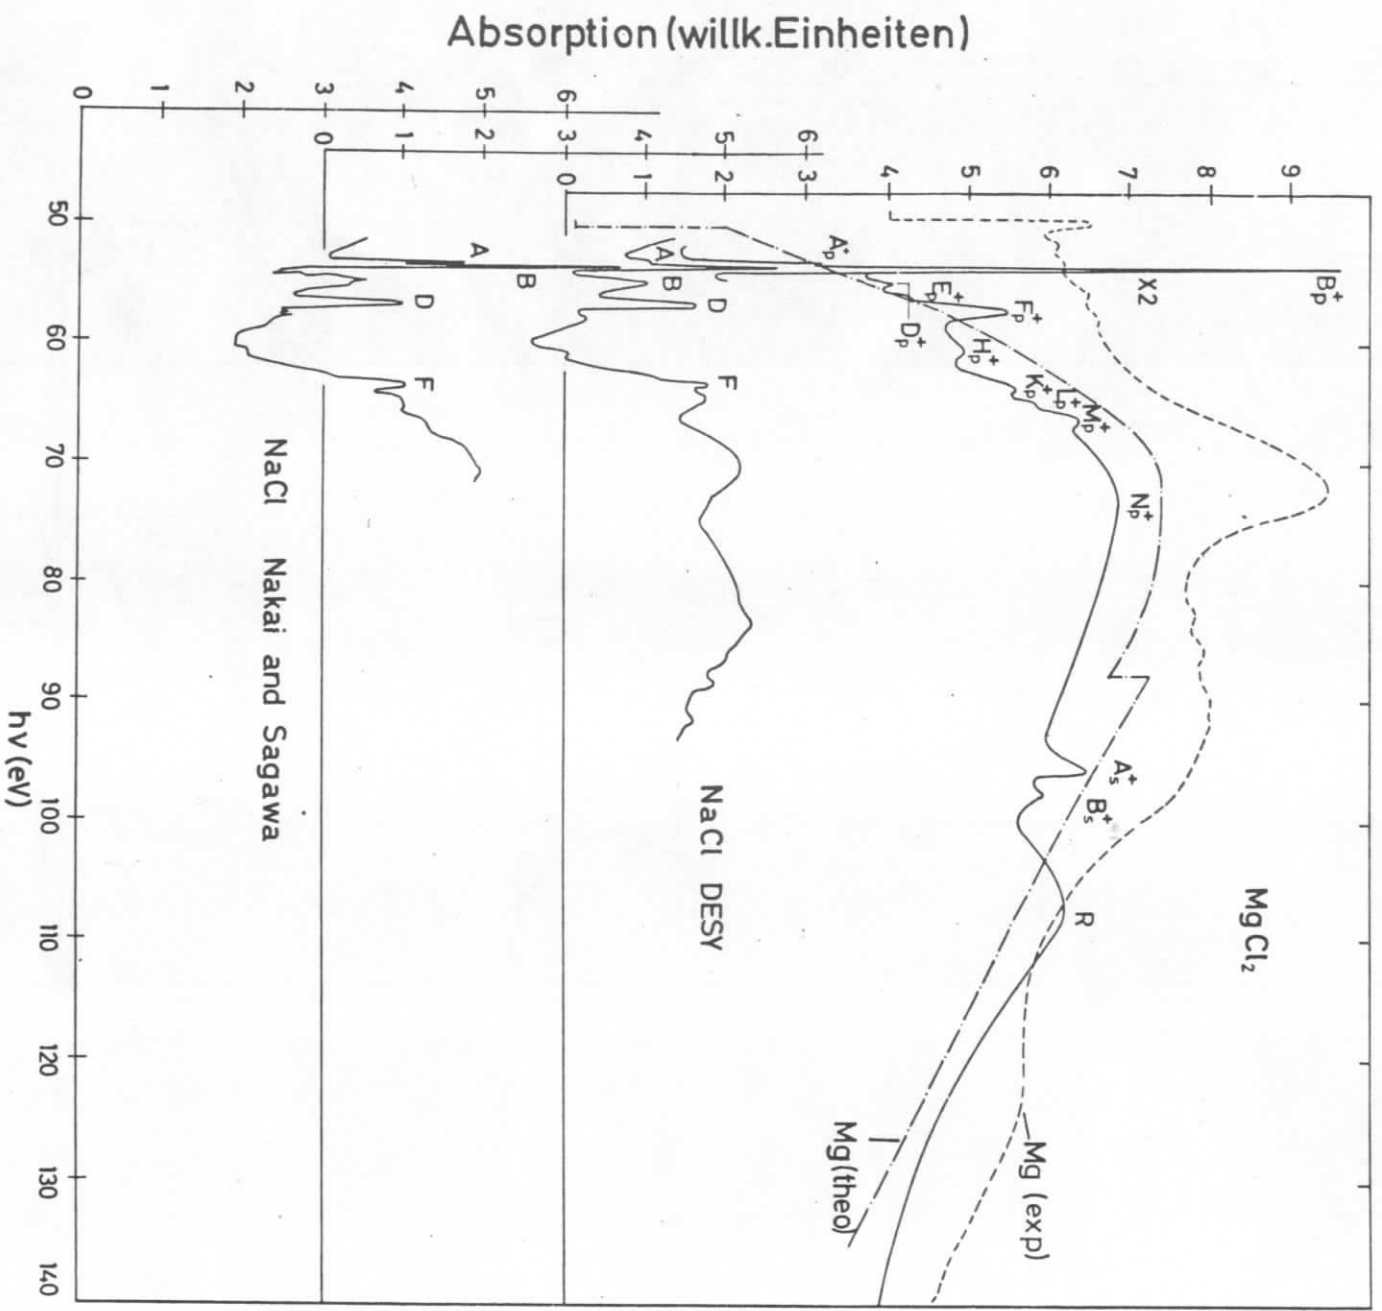 Absorption (willk.Einheiten)
0 1 2 3 4 5 6
0 1 2 3 4 5 6
0 1 2 3 4 5 6 7 8 9
50 60 70 80 90 100 110 120 130 140
hν (eV)
MgCl₂
B⁺ₚ
X2
A⁺ₚ
E⁺ₚ
F⁺ₚ
D⁺ₚ
H⁺ₚ
K⁺ₚ
L⁺ₚ
M⁺ₚ
N⁺ₚ
A⁺ₛ
B⁺ₛ
R
Mg (exp)
Mg (theo)
A
B
D
F
NaCl DESY
A
B
D
F
NaCl Nakai and Sagawa